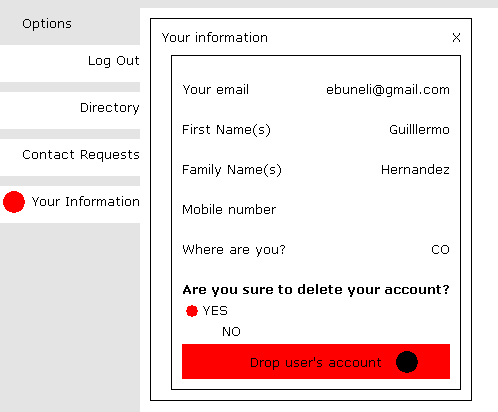 Options
Log Out
Directory
Contact Requests
Your Information
Your information X
Your email ebuneli@gmail.com
First Name(s) Guilllermo
Family Name(s) Hernandez
Mobile number
Where are you? CO
Are you sure to delete your account?
YES
NO
Drop user's account